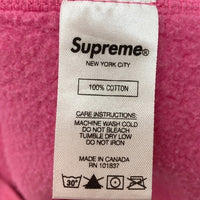 Supreme®
NEW YORK CITY
100% COTTON
CARE INSTRUCTIONS:
MACHINE WASH COLD
DO NOT BLEACH
TUMBLE DRY LOW
DO NOT IRON
MADE IN CANADA
RN 101837
30°